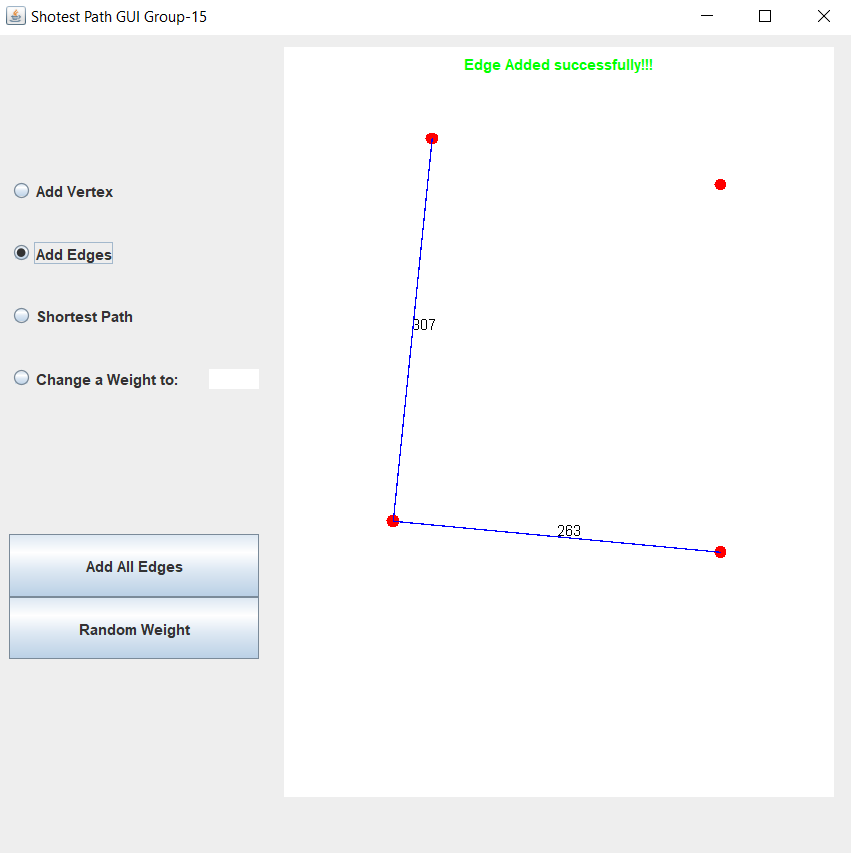 Shotest Path GUI Group-15
Edge Added successfully!!!
Add Vertex
Add Edges
Shortest Path
307
Change a Weight to:
263
Add All Edges
Random Weight